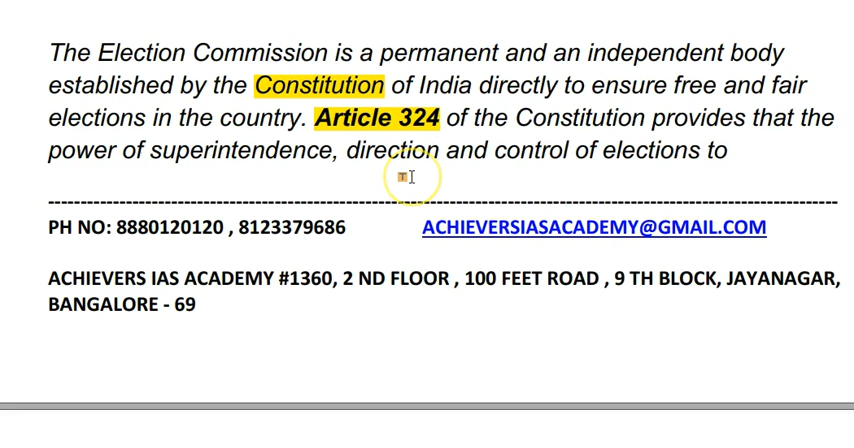 The Election Commission is a permanent and an independent body
established by the Constitution of India directly to ensure free and fair
elections in the country. Article 324 of the Constitution provides that the
power of superintendence, direction and control of elections to
--------------------------------------------------------------------------------------------------------------------------
PH NO: 8880120120 , 8123379686 ACHIEVERSIASACADEMY@GMAIL.COM
ACHIEVERS IAS ACADEMY #1360, 2 ND FLOOR , 100 FEET ROAD , 9 TH BLOCK, JAYANAGAR,
BANGALORE - 69